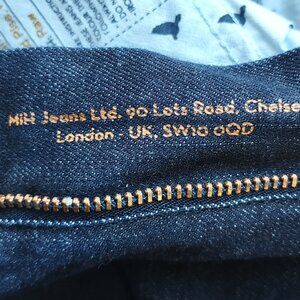 MiH Jeans Ltd. 90 Lots Road, Chelse
London - UK, SW10 0QD